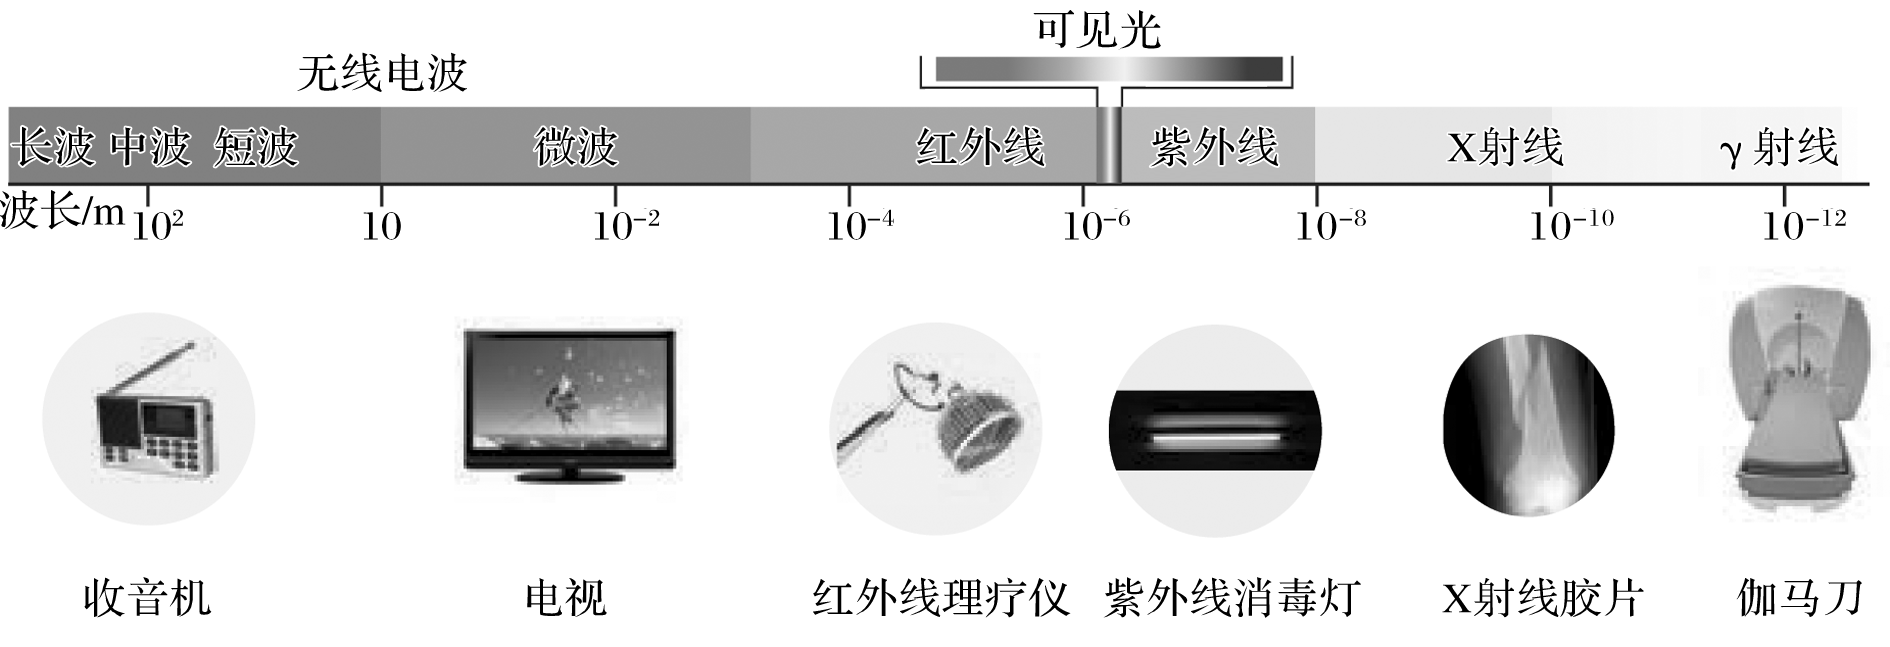 可见光
无线电波
长波 中波 短波 微波 红外线 紫外线 X射线 γ射线
波长/m 10² 10 10⁻² 10⁻⁴ 10⁻⁶ 10⁻⁸ 10⁻¹⁰ 10⁻¹²
收音机 电视 红外线理疗仪 紫外线消毒灯 X射线胶片 伽马刀